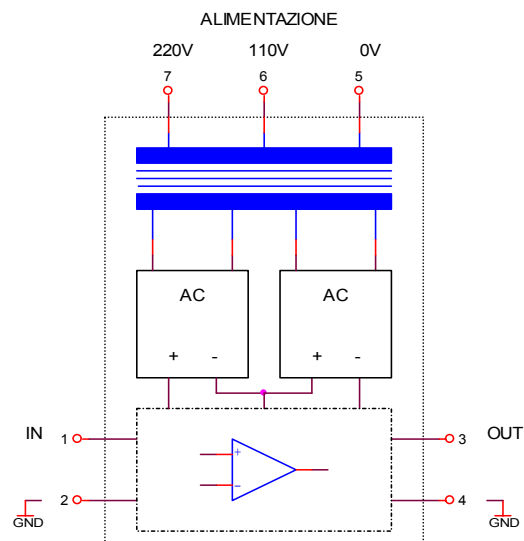 ALIMENTAZIONE
220V 110V 0V
7 6 5
AC AC
+ - + -
IN 1 3 OUT
+
-
2 4
GND GND